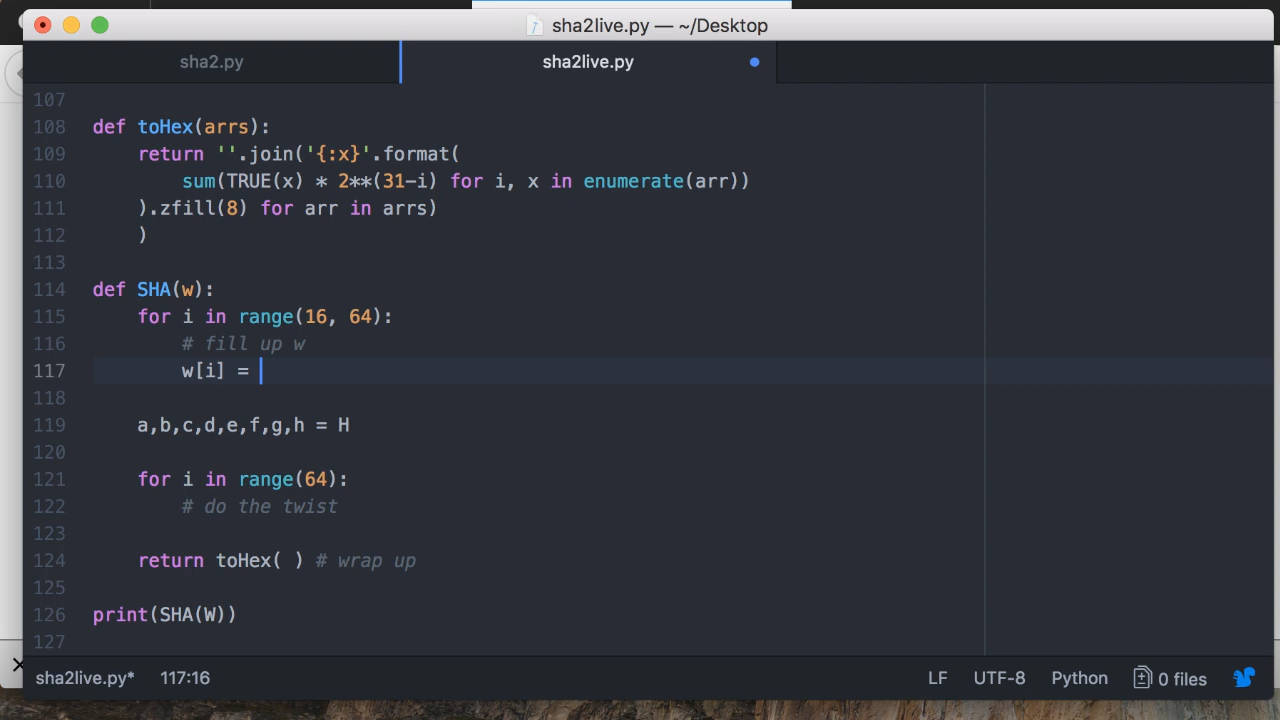 sha2live.py — ~/Desktop
sha2.py
sha2live.py
107
108 def toHex(arrs):
109     return ''.join('{:x}'.format(
110         sum(TRUE(x) * 2**(31-i) for i, x in enumerate(arr))
111     ).zfill(8) for arr in arrs)
112     )
113
114 def SHA(w):
115     for i in range(16, 64):
116         # fill up w
117         w[i] =
118
119     a,b,c,d,e,f,g,h = H
120
121     for i in range(64):
122         # do the twist
123
124     return toHex( ) # wrap up
125
126 print(SHA(W))
127
sha2live.py* 117:16 LF UTF-8 Python 0 files